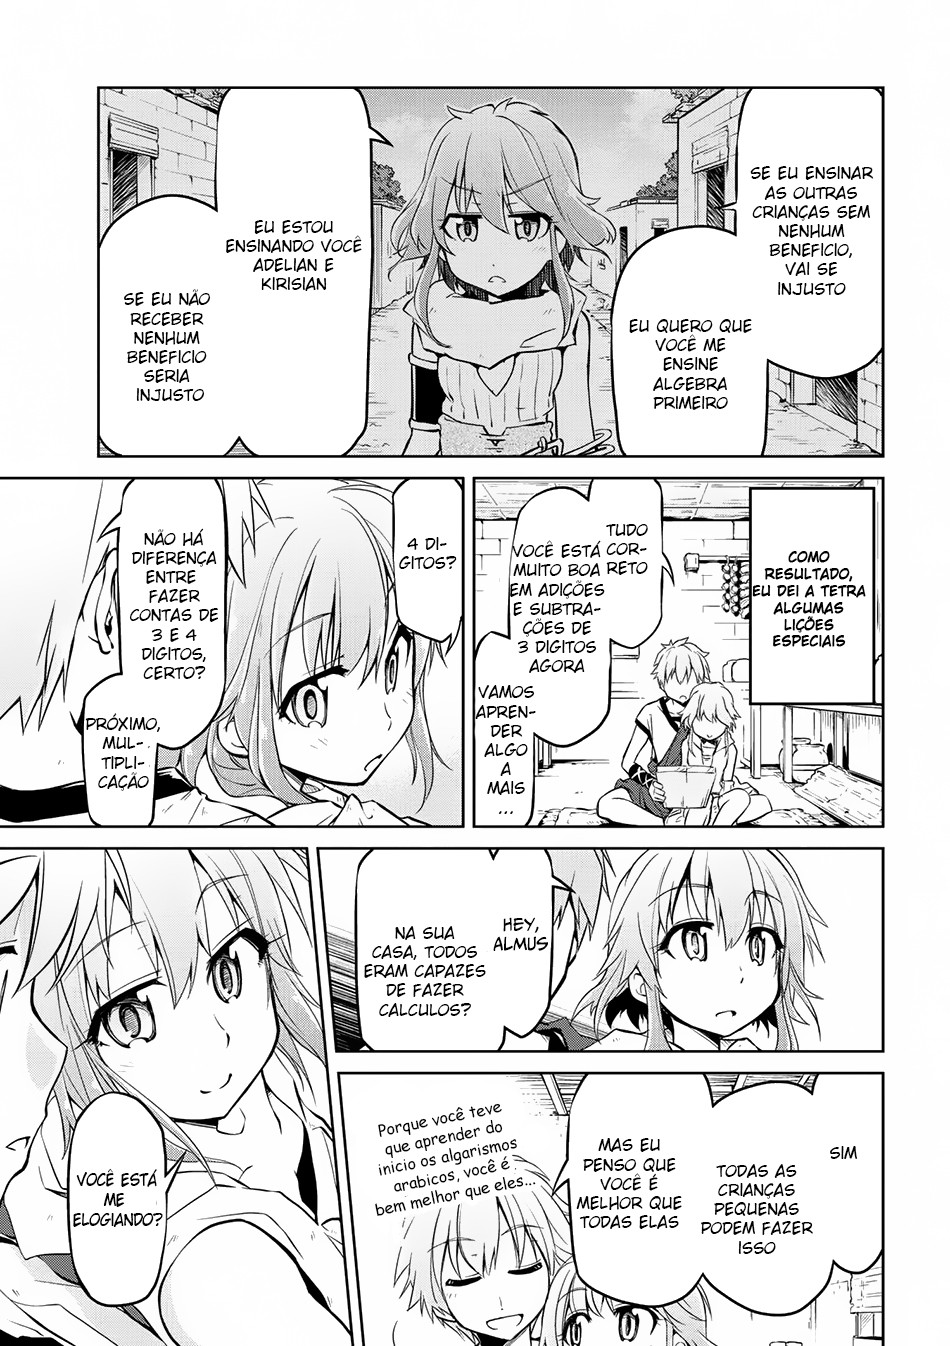 SE EU ENSINAR
AS OUTRAS
CRIANÇAS SEM
NENHUM
BENEFICIO,
VAI SE
INJUSTO
EU QUERO QUE
VOCÊ ME
ENSINE
ALGEBRA
PRIMEIRO
EU ESTOU
ENSINANDO VOCÊ
ADELIAN E
KIRISIAN
SE EU NÃO
RECEBER
NENHUM
BENEFICIO
SERIA
INJUSTO
COMO
RESULTADO,
EU DEI A TETRA
ALGUMAS
LIÇÕES
ESPECIAIS
TUDO
COR-
RETO
VOCÊ ESTÁ
MUITO BOA
EM ADIÇÕES
E SUBTRA-
ÇÕES DE
3 DIGITOS
AGORA
VAMOS
APREN-
DER
ALGO
A
MAIS
...
4 DI-
GITOS?
NÃO HÁ
DIFERENÇA
ENTRE
FAZER
CONTAS DE
3 E 4
DIGITOS,
CERTO?
PRÓXIMO,
MUL-
TIPLI-
CAÇÃO
HEY,
ALMUS
NA SUA
CASA, TODOS
ERAM CAPAZES
DE FAZER
CALCULOS?
SIM
TODAS AS
CRIANÇAS
PEQUENAS
PODEM FAZER
ISSO
MAS EU
PENSO QUE
VOCÊ É
MELHOR QUE
TODAS ELAS
Porque você teve
que aprender do
inicio os algarismos
arabicos, você é
bem melhor que eles...
VOCÊ ESTÁ
ME
ELOGIANDO?